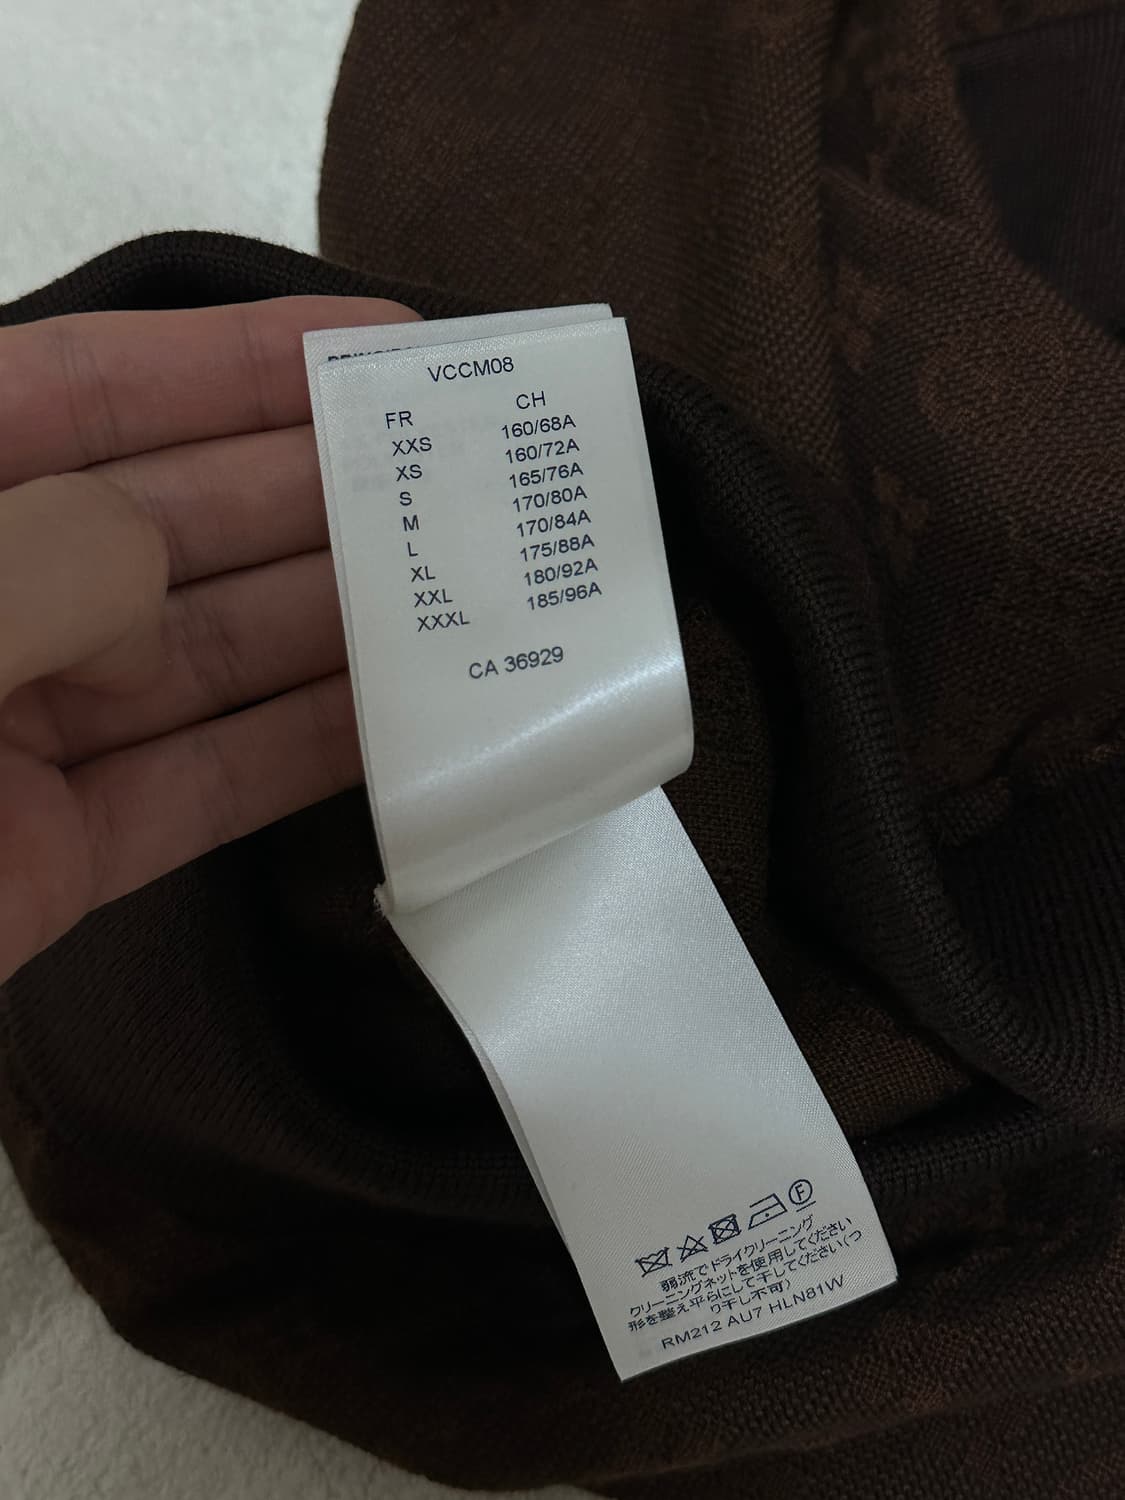 VCCM08
FR CH
XXS 160/68A
XS 160/72A
S 165/76A
M 170/80A
L 170/84A
XL 175/88A
XXL 180/92A
XXXL 185/96A
CA 36929
F
弱流でドライクリーニング
クリーニングネットを使用してください
形を整え平らにして干してください(つ
り干し不可)
RM212 AU7 HLN81W